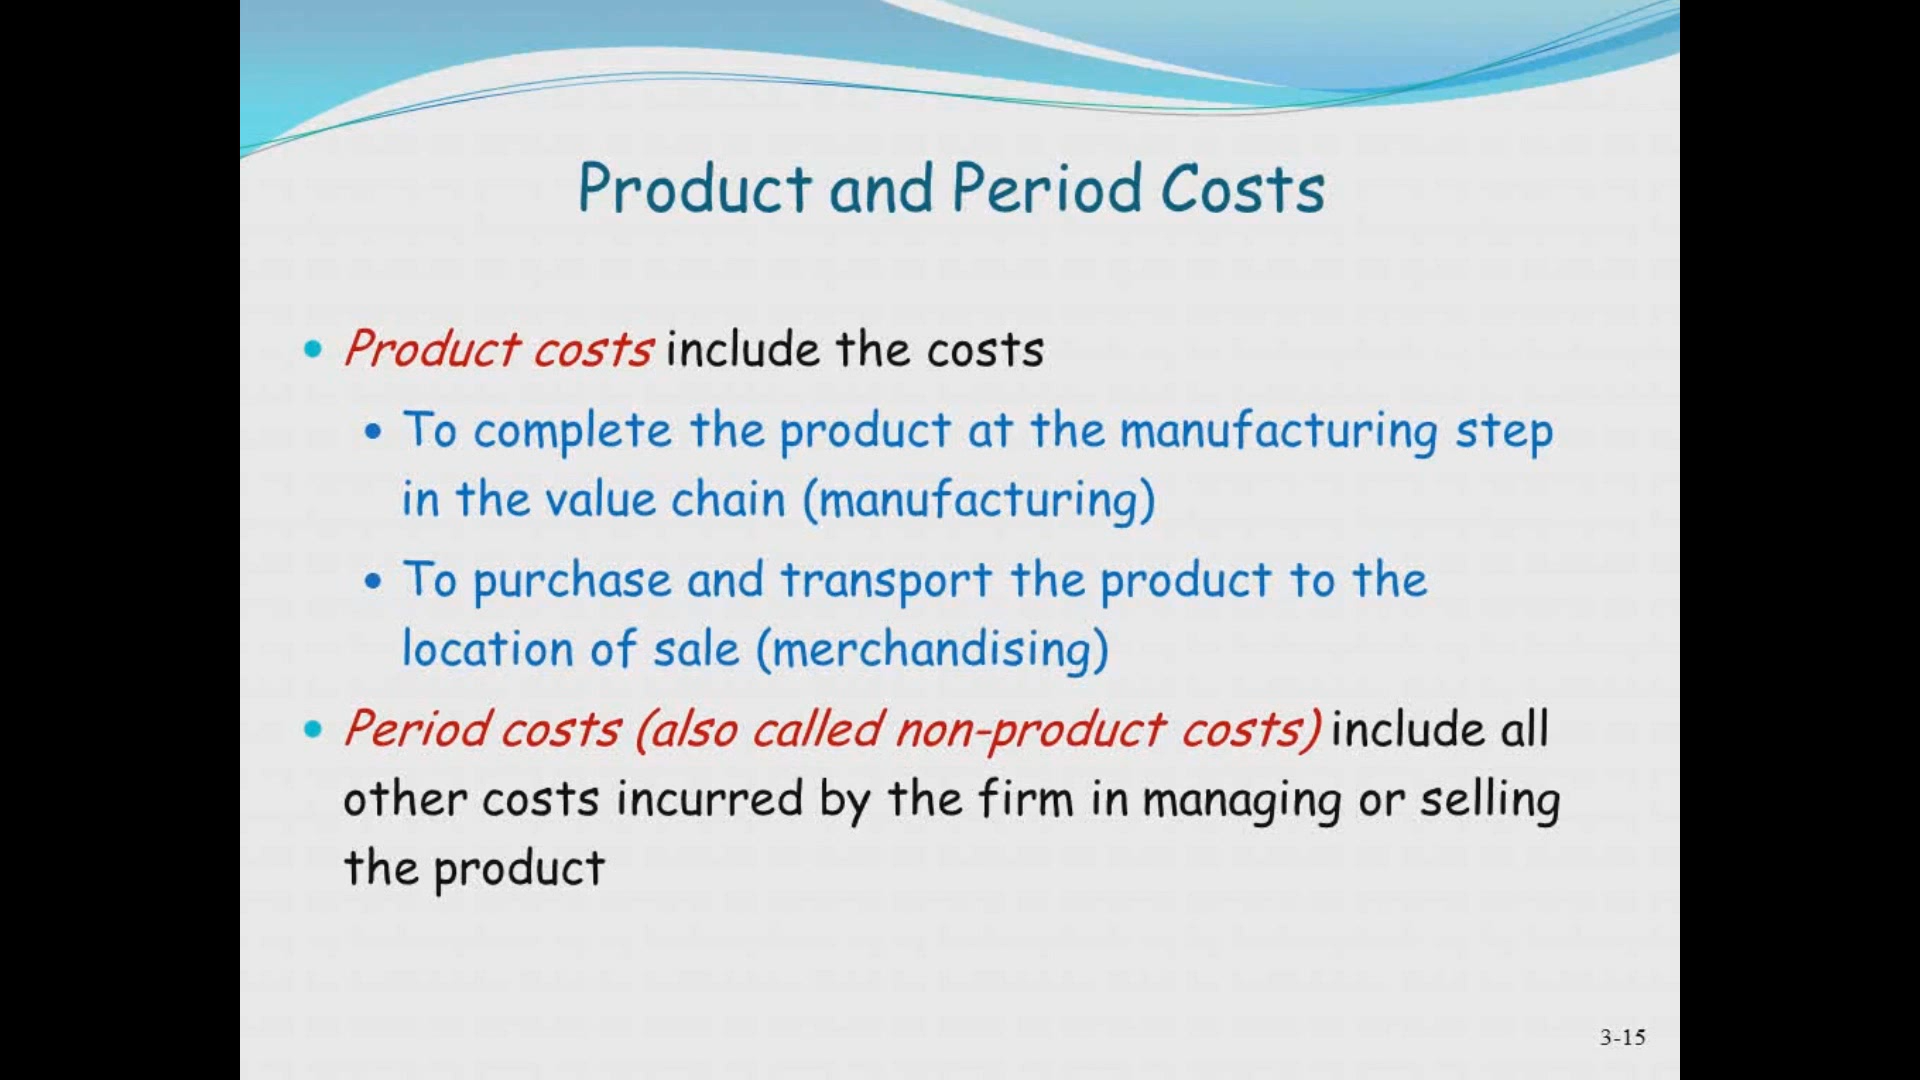 Product and Period Costs
• Product costs include the costs
• To complete the product at the manufacturing step
in the value chain (manufacturing)
• To purchase and transport the product to the
location of sale (merchandising)
• Period costs (also called non-product costs) include all
other costs incurred by the firm in managing or selling
the product
3-15